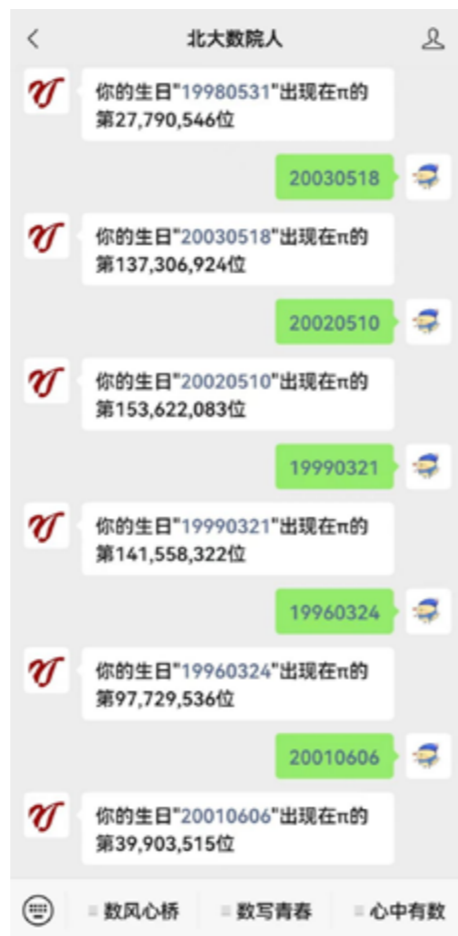 北大数院人
你的生日"19980531"出现在π的
第27,790,546位
20030518
你的生日"20030518"出现在π的
第137,306,924位
20020510
你的生日"20020510"出现在π的
第153,622,083位
19990321
你的生日"19990321"出现在π的
第141,558,322位
19960324
你的生日"19960324"出现在π的
第97,729,536位
20010606
你的生日"20010606"出现在π的
第39,903,515位
数风心桥 数写青春 心中有数